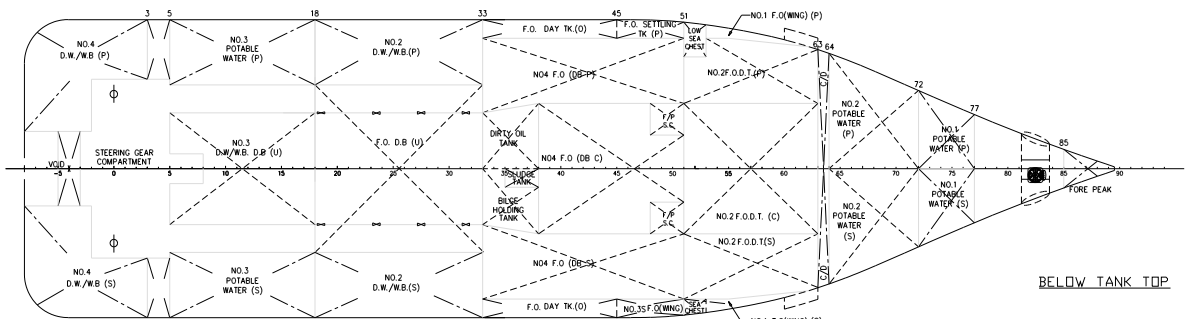 3 5 18 33 45 51
NO.1 F.O(WING) (P)
F.O. DAY TK.(O)
F.O. SETTLING
TK (P)
LOW
SEA
CHEST
63 64
NO.4
D.W./W.B (P)
NO.3
POTABLE
WATER (P)
NO.2
D.W./W.B.(P)
NO4 F.O (DB P)
NO.2F.O.D.T.(P)
C/D
72
77
NO.2
POTABLE
WATER
(P)
F/P
S.C
NO.1
POTABLE
WATER (P)
DIRTY OIL
TANK
NO.3
D.W/W.B. D.B (U)
F.O. D.B (U)
85
STEERING GEAR
COMPARTMENT
VOID
NO4 F.O (DB C)
-5 0 5 10 15 20 25 30 35 40 45 50 55 60 65 70 75 80 85 90
SLUDGE
TANK
FORE PEAK
NO.1
POTABLE
WATER (S)
BILGE
HOLDING
TANK
F/P
S.C
NO.2 F.O.D.T. (C)
NO.2
POTABLE
WATER
(S)
NO.2 F.O.D.T(S)
NO4 F.O (DB S)
C/D
NO.4
D.W./W.B (S)
NO.3
POTABLE
WATER (S)
NO.2
D.W./W.B.(S)
BELOW TANK TOP
F.O. DAY TK.(O)
NO.3S F.O(WING)
SEA
CHEST